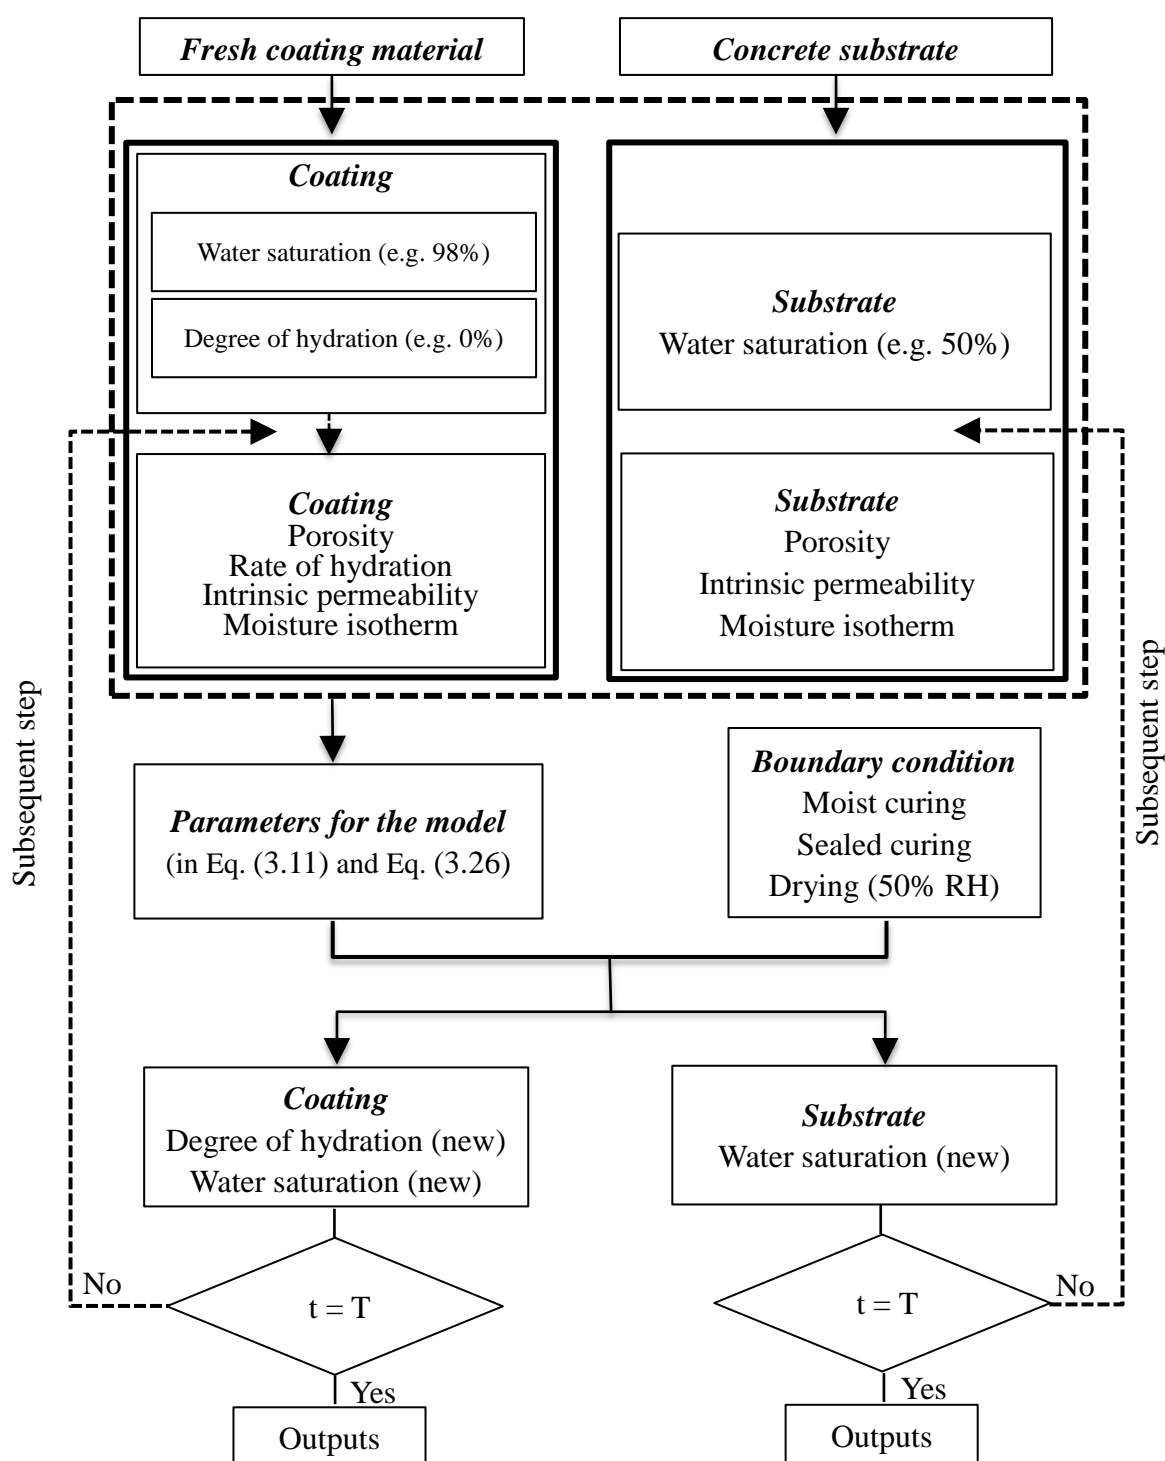 Fresh coating material
Concrete substrate
Coating
Water saturation (e.g. 98%)
Degree of hydration (e.g. 0%)
Substrate
Water saturation (e.g. 50%)
Coating
Porosity
Rate of hydration
Intrinsic permeability
Moisture isotherm
Substrate
Porosity
Intrinsic permeability
Moisture isotherm
Subsequent step
Subsequent step
Parameters for the model
(in Eq. (3.11) and Eq. (3.26)
Boundary condition
Moist curing
Sealed curing
Drying (50% RH)
Coating
Degree of hydration (new)
Water saturation (new)
Substrate
Water saturation (new)
No
t = T
t = T
No
Yes
Yes
Outputs
Outputs